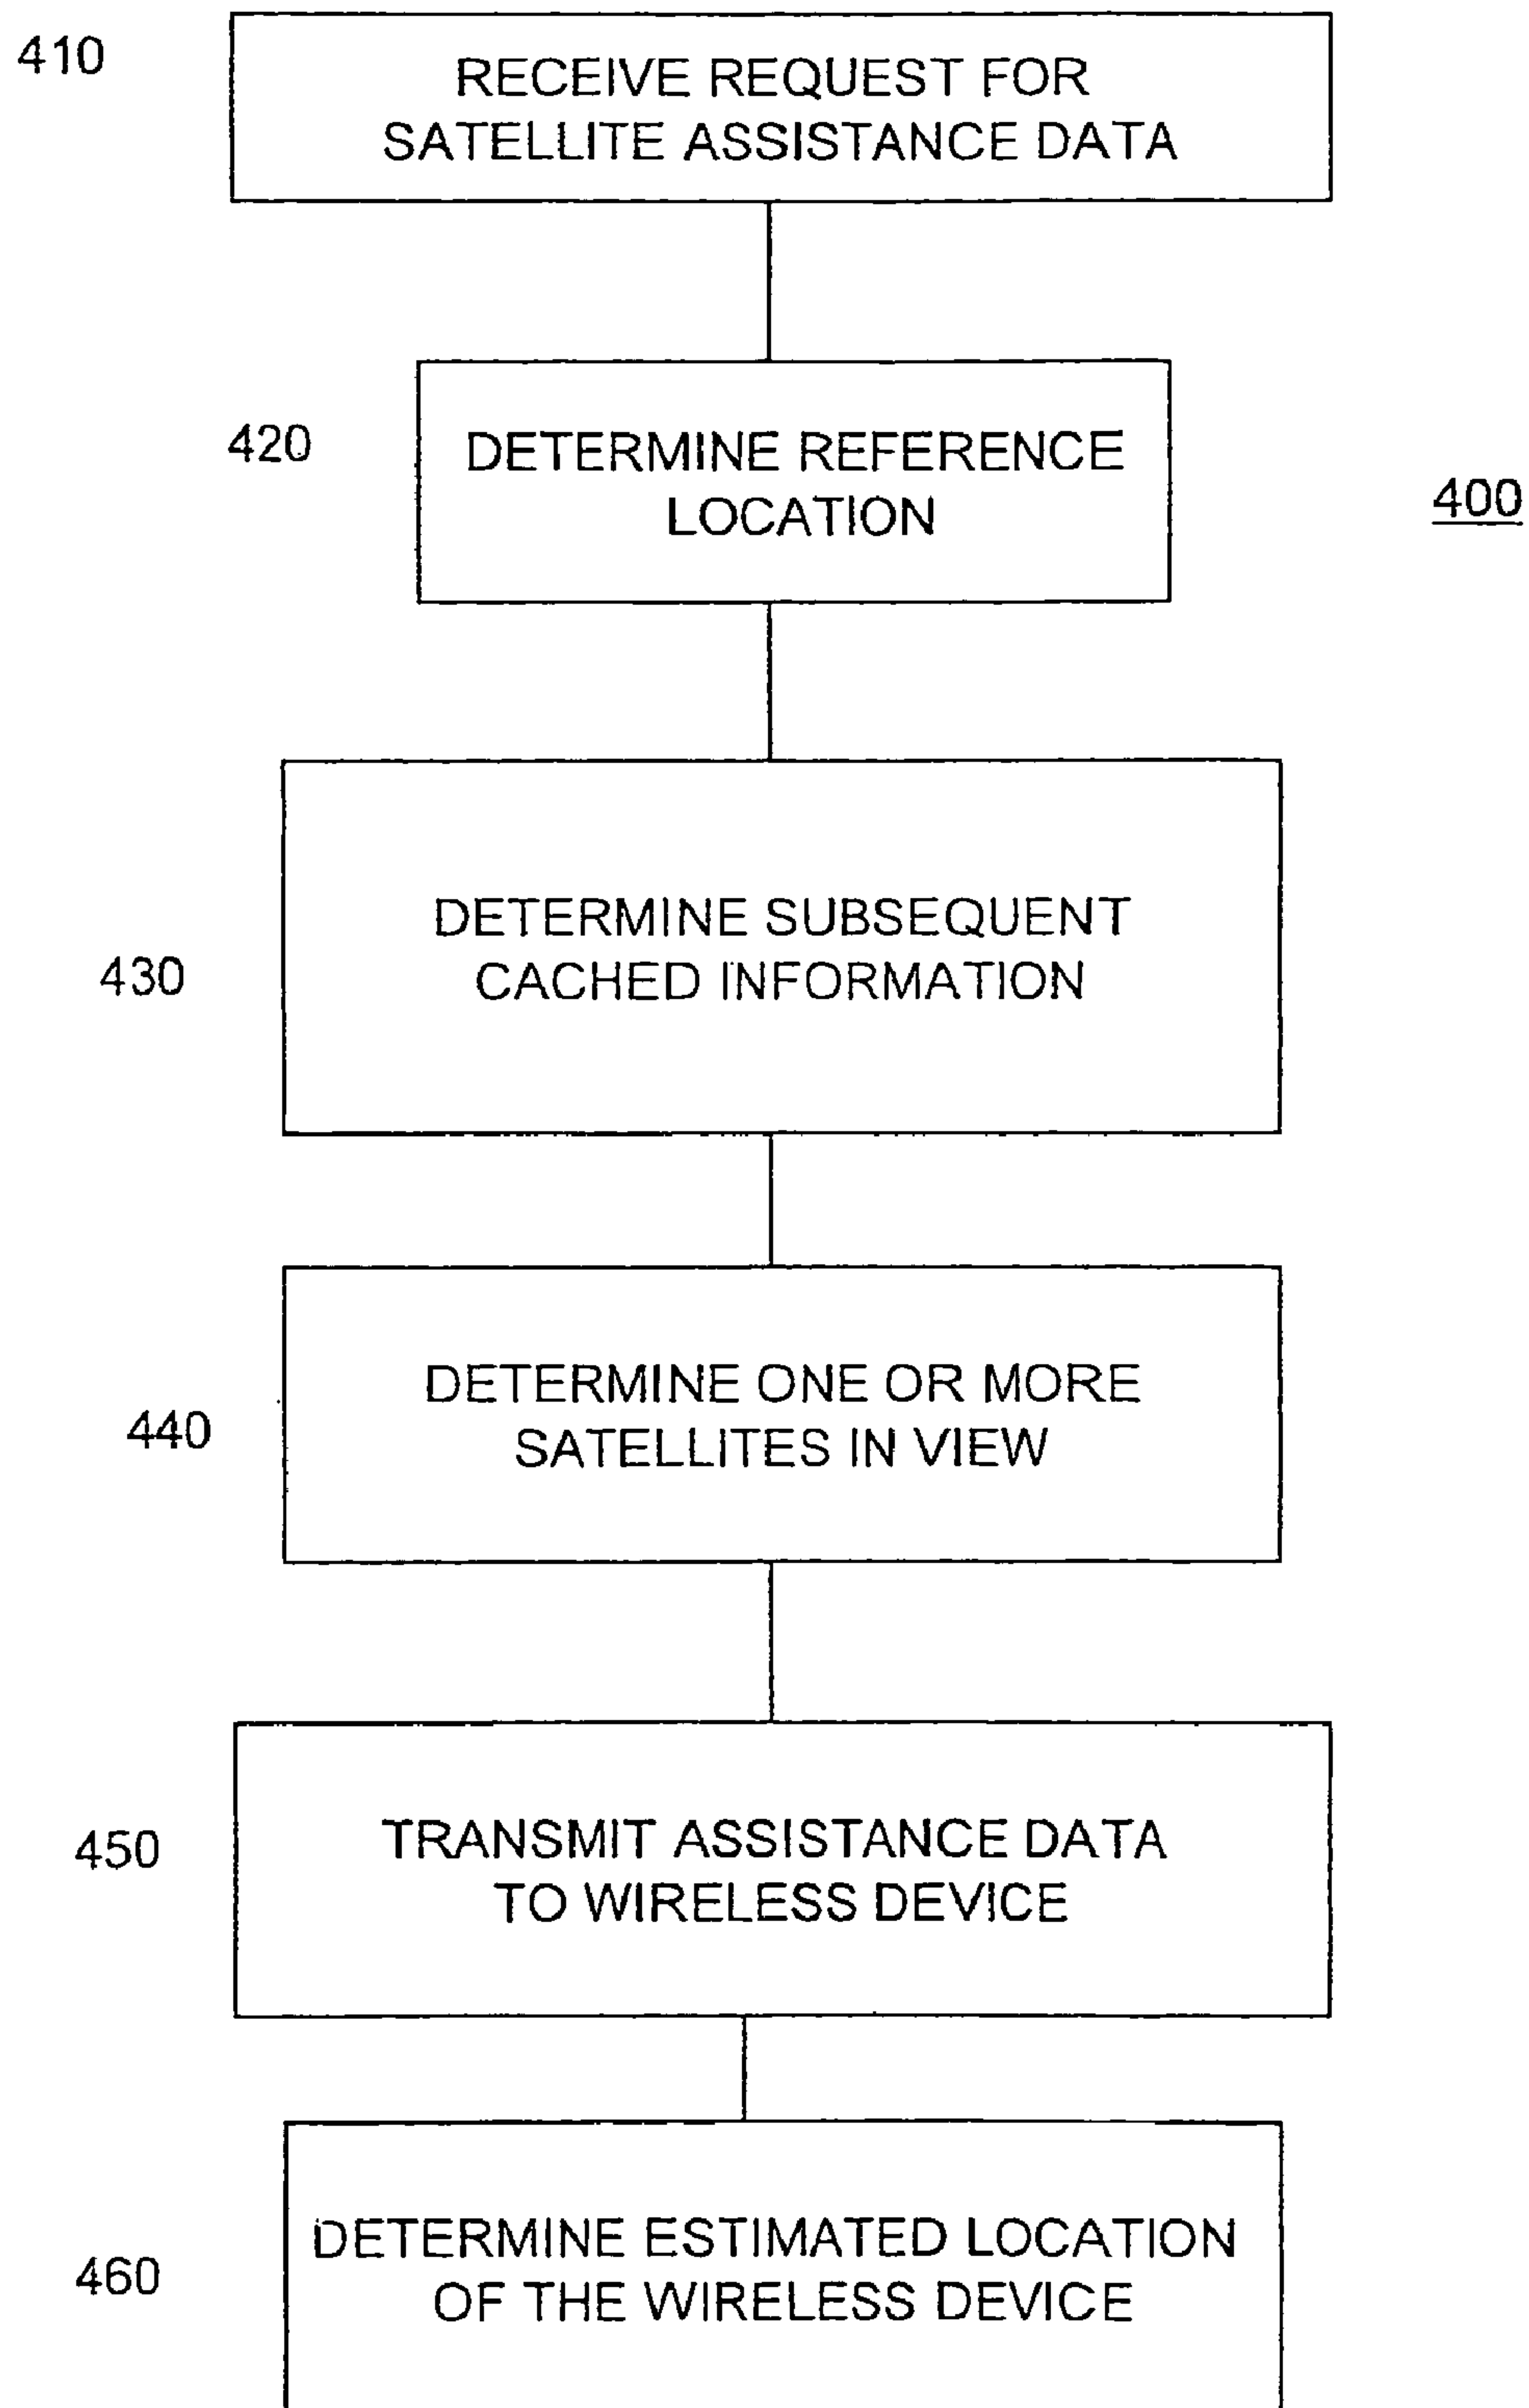 410
RECEIVE REQUEST FOR
SATELLITE ASSISTANCE DATA
420
DETERMINE REFERENCE
LOCATION
400
430
DETERMINE SUBSEQUENT
CACHED INFORMATION
440
DETERMINE ONE OR MORE
SATELLITES IN VIEW
450
TRANSMIT ASSISTANCE DATA
TO WIRELESS DEVICE
460
DETERMINE ESTIMATED LOCATION
OF THE WIRELESS DEVICE